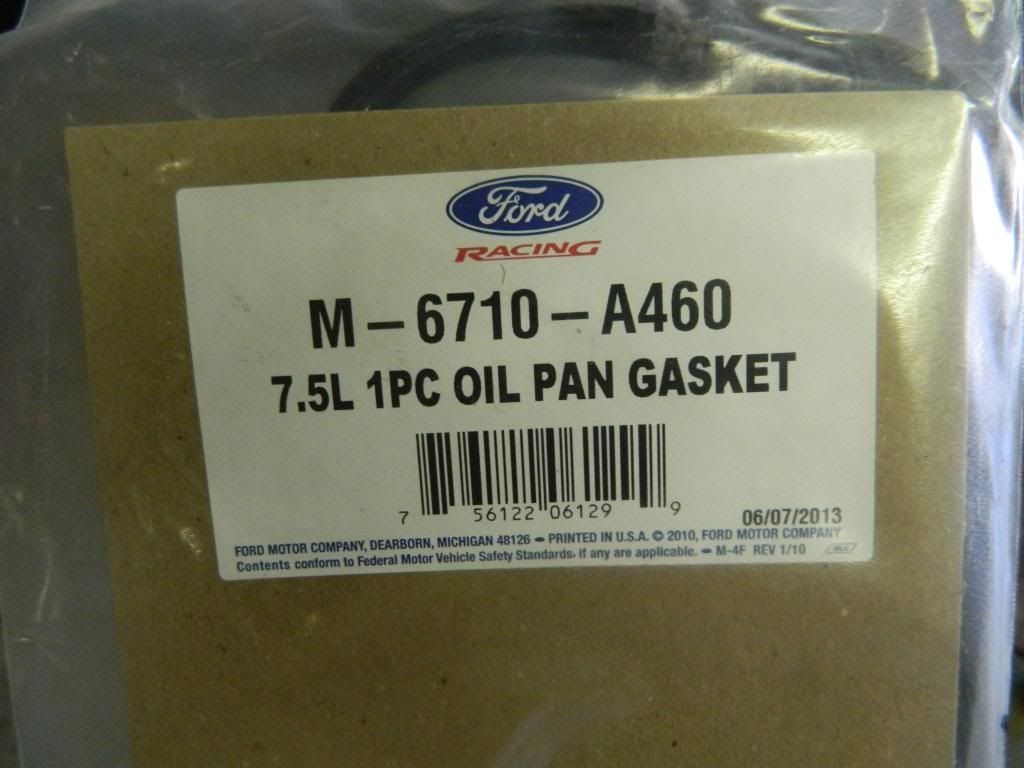 Ford
RACING
M-6710-A460
7.5L 1PC OIL PAN GASKET
7 56122 06129 9
06/07/2013
FORD MOTOR COMPANY, DEARBORN, MICHIGAN 48126 - PRINTED IN U.S.A. © 2010, FORD MOTOR COMPANY
Contents conform to Federal Motor Vehicle Safety Standards, if any are applicable. - M-4F REV 1/10